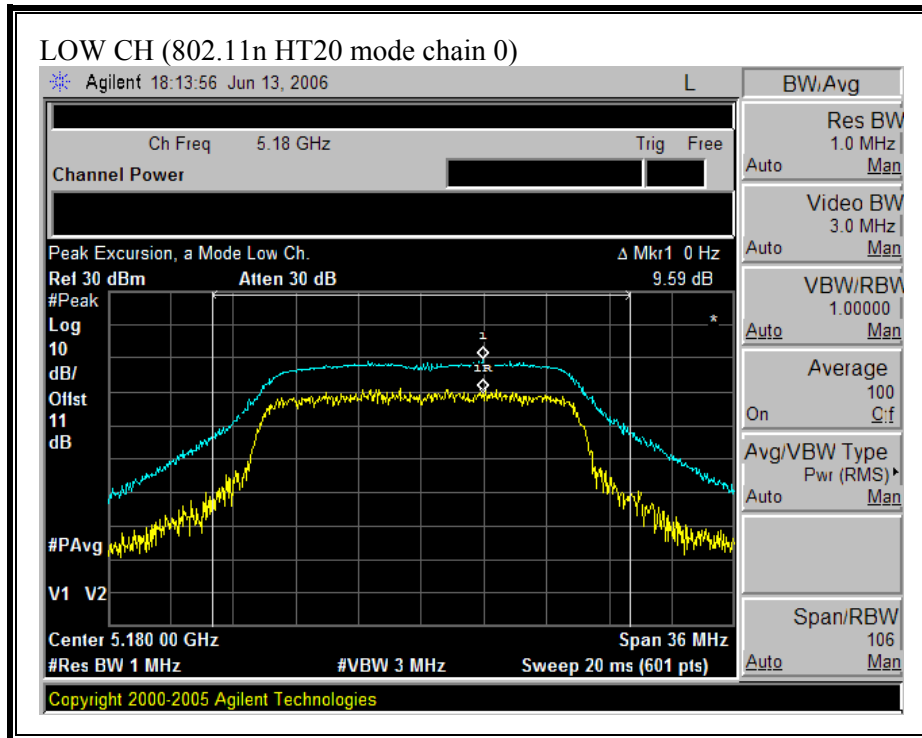 LOW CH (802.11n HT20 mode chain 0)
Agilent 18:13:56 Jun 13, 2006 L
BW/Avg
Ch Freq 5.18 GHz Trig Free
Channel Power
Peak Excursion, a Mode Low Ch. Δ Mkr1 0 Hz
Ref 30 dBm Atten 30 dB 9.59 dB
#Peak
Log
10
dB/
Offst
11
dB
#PAvg
V1 V2
1
1R
*
Center 5.180 00 GHz Span 36 MHz
#Res BW 1 MHz #VBW 3 MHz Sweep 20 ms (601 pts)
Copyright 2000-2005 Agilent Technologies
Res BW
1.0 MHz
Auto Man
Video BW
3.0 MHz
Auto Man
VBW/RBW
1.00000
Auto Man
Average
100
On Off
Avg/VBW Type
Pwr (RMS)
Auto Man
Span/RBW
106
Auto Man